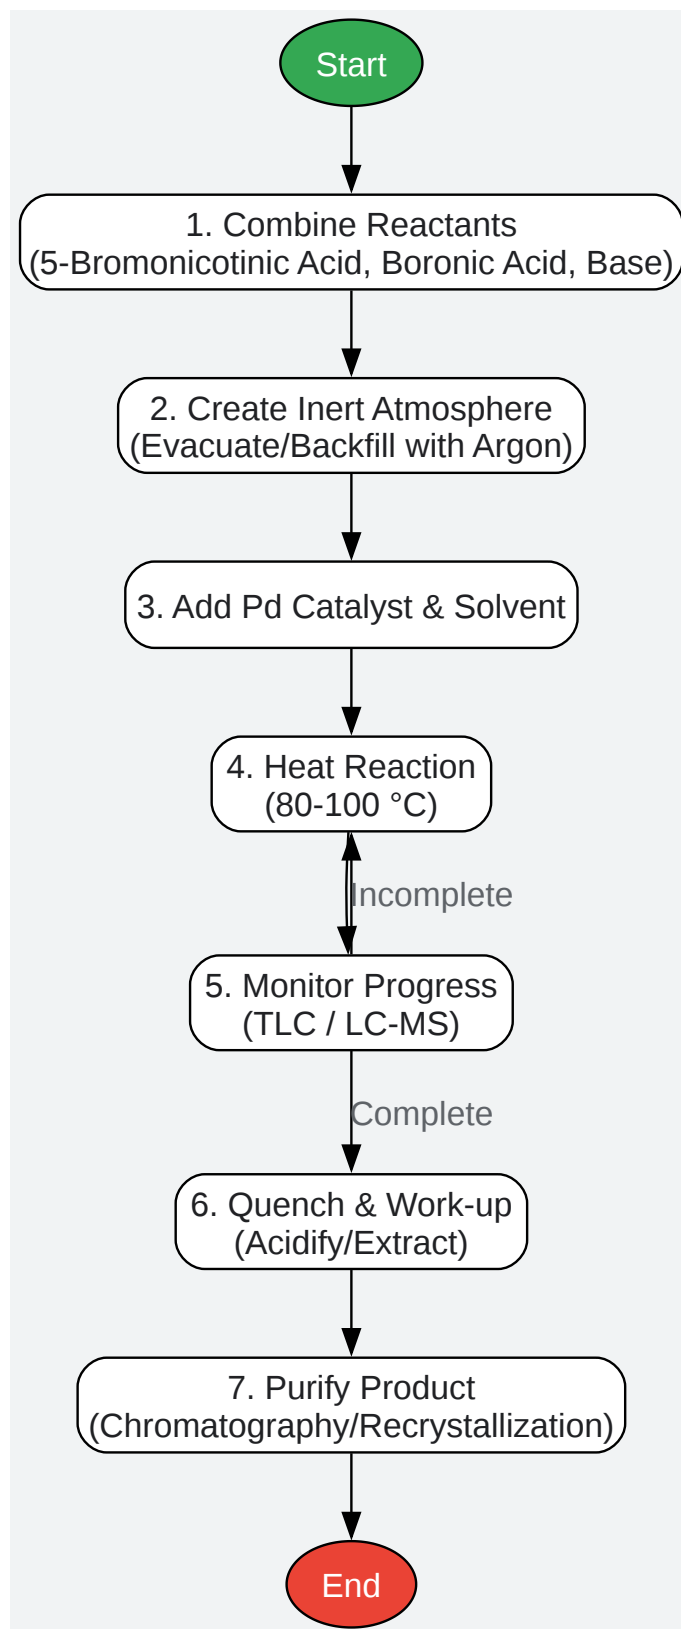 Start
1. Combine Reactants
(5-Bromonicotinic Acid, Boronic Acid, Base)
2. Create Inert Atmosphere
(Evacuate/Backfill with Argon)
3. Add Pd Catalyst & Solvent
4. Heat Reaction
(80-100 °C)
Incomplete
5. Monitor Progress
(TLC / LC-MS)
Complete
6. Quench & Work-up
(Acidify/Extract)
7. Purify Product
(Chromatography/Recrystallization)
End